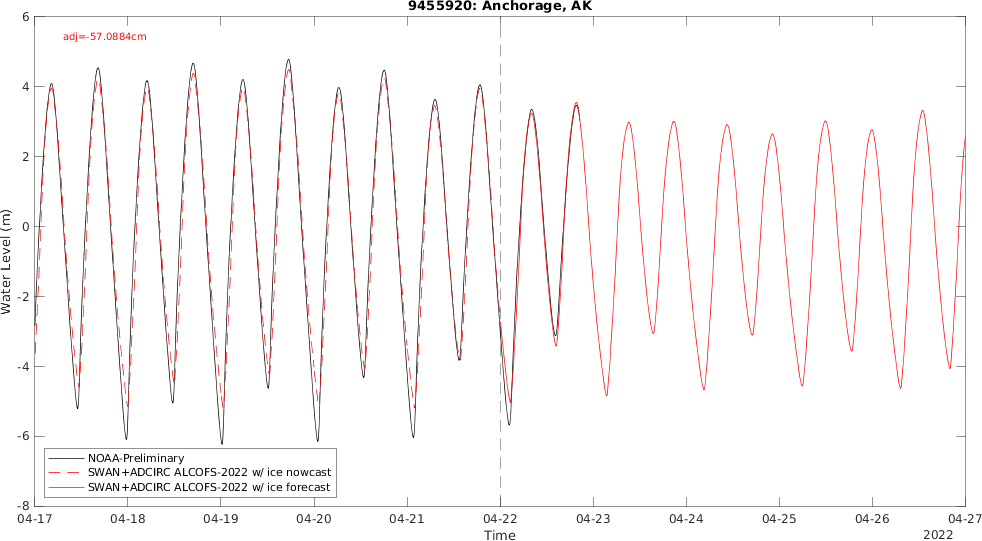 9455920: Anchorage, AK
adj=-57.0884cm
6
4
2
0
-2
-4
-6
-8
Water Level (m)
NOAA-Preliminary
SWAN+ADCIRC ALCOFS-2022 w/ ice nowcast
SWAN+ADCIRC ALCOFS-2022 w/ ice forecast
04-17 04-18 04-19 04-20 04-21 04-22 04-23 04-24 04-25 04-26 04-27
Time
2022